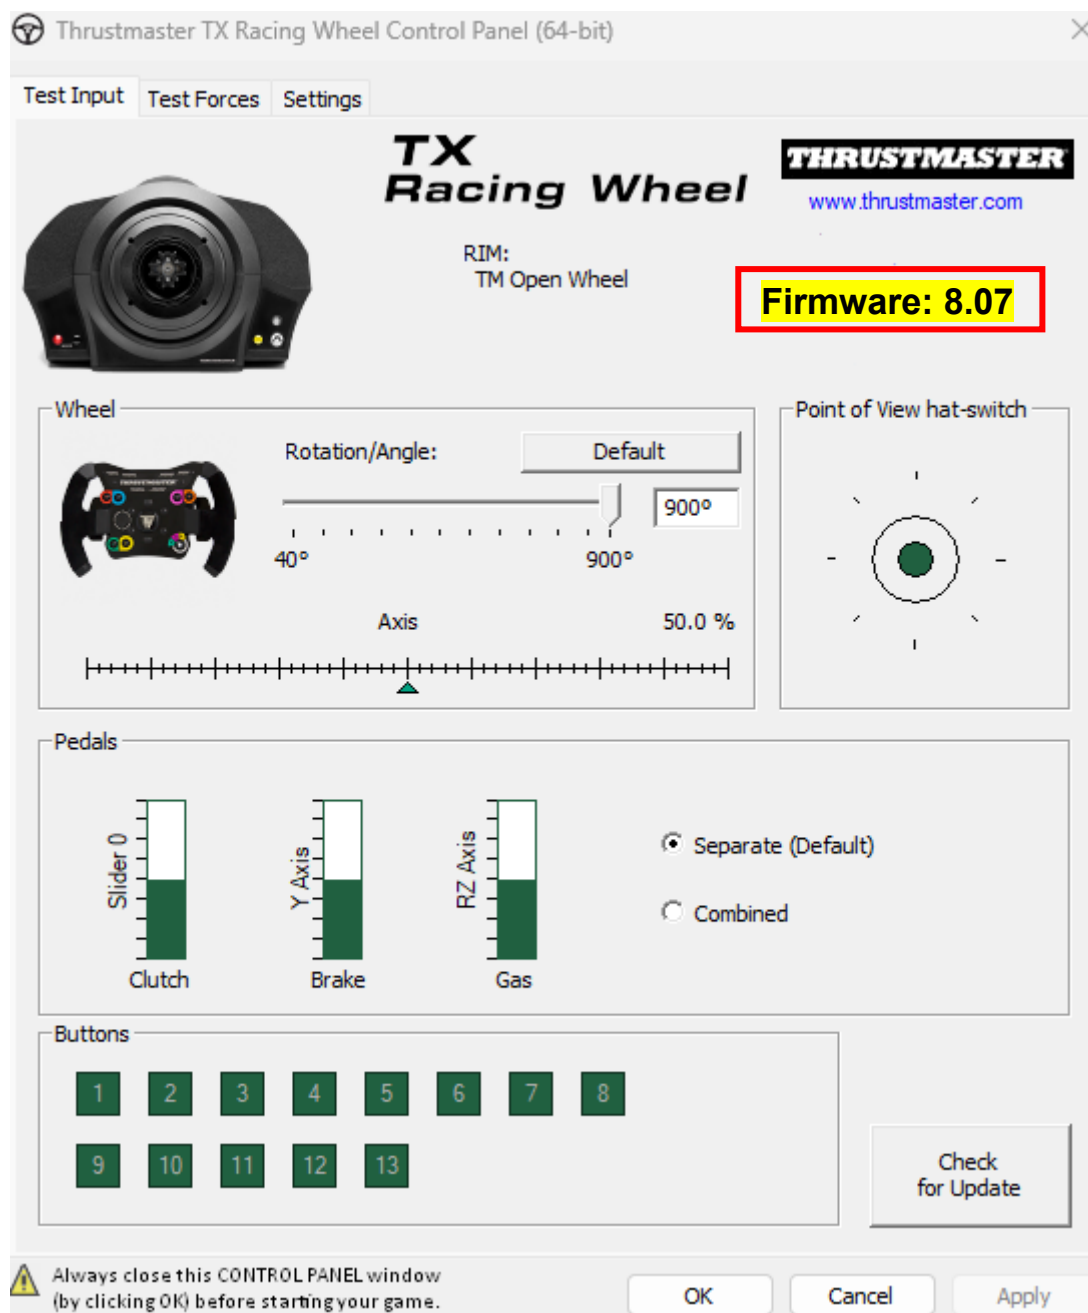 Thrustmaster TX Racing Wheel Control Panel (64-bit)
Test Input Test Forces Settings
TX
Racing Wheel
THRUSTMASTER
www.thrustmaster.com
RIM:
TM Open Wheel
Firmware: 8.07
Wheel
Rotation/Angle:
Default
900°
40°
900°
Axis
50.0 %
Point of View hat-switch
Pedals
Slider 0
Y Axis
RZ Axis
Clutch
Brake
Gas
Separate (Default)
Combined
Buttons
1 2 3 4 5 6 7 8
9 10 11 12 13
Check
for Update
Always close this CONTROL PANEL window
(by clicking OK) before starting your game.
OK
Cancel
Apply